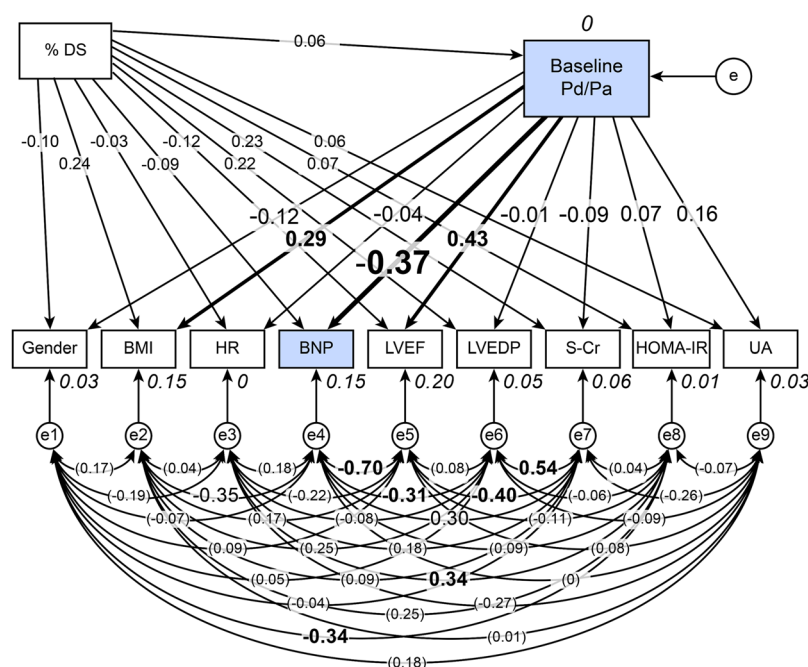 0
% DS
0.06
Baseline
Pd/Pa
e
-0.10
-0.03
-0.12
0.23
0.06
0.24
-0.09
0.22
0.07
-0.12
-0.04
-0.01
-0.09
0.07
0.16
0.29
0.43
-0.37
Gender
BMI
HR
BNP
LVEF
LVEDP
S-Cr
HOMA-IR
UA
0.03
0.15
0
0.15
0.20
0.05
0.06
0.01
0.03
e1
e2
e3
e4
e5
e6
e7
e8
e9
(0.17)
(0.04)
(0.18)
-0.70
(0.08)
0.54
(0.04)
(-0.07)
(-0.19)
-0.35
(-0.22)
-0.31
-0.40
(-0.06)
(-0.26)
(-0.07)
(0.17)
(-0.08)
0.30
(-0.11)
(-0.09)
(0.09)
(0.25)
(0.18)
(0.09)
(0.08)
(0.05)
(0.09)
0.34
(0)
(-0.04)
(-0.27)
(0.25)
-0.34
(0.01)
(0.18)